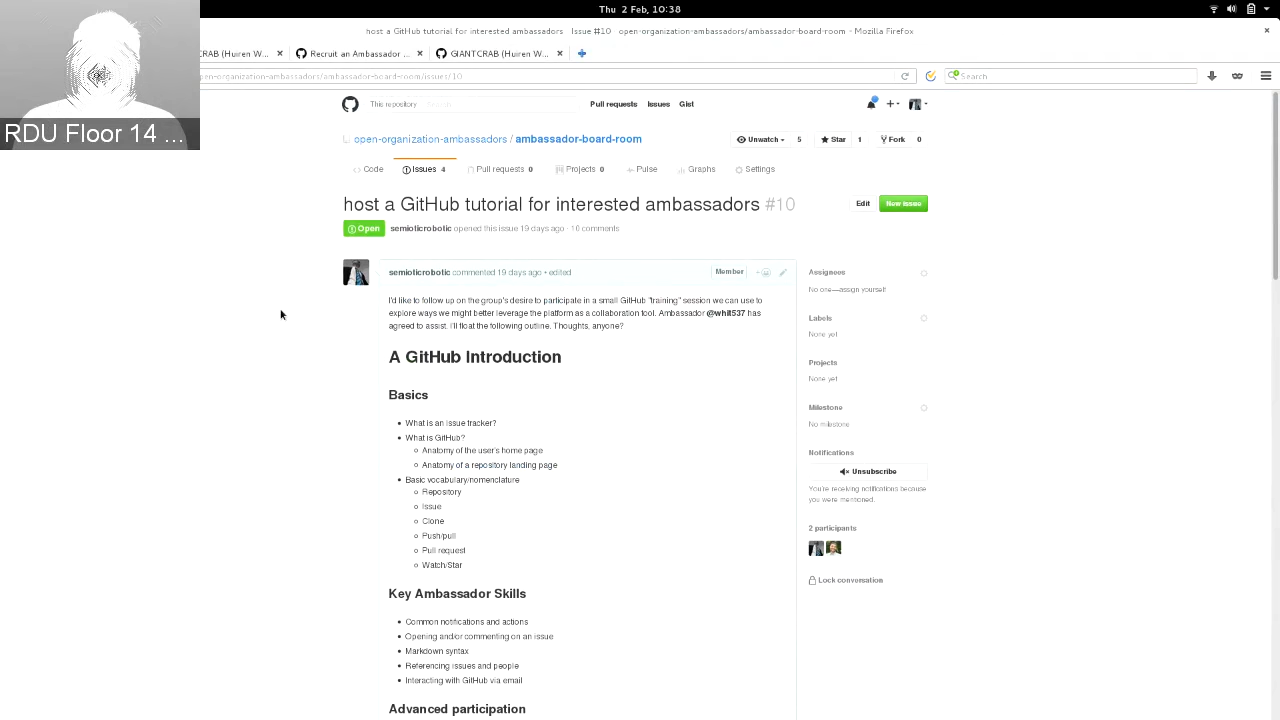 Thu 2 Feb, 10:38
host a GitHub tutorial for interested ambassadors Issue #10 open-organization-ambassadors/ambassador-board-room - Mozilla Firefox
CRAB (Huiren W... × Recruit an Ambassador ... × GIANTCRAB (Huiren W... ×
pen-organization-ambassadors/ambassador-board-room/issues/10 Search
RDU Floor 14 ...
This repository Search Pull requests Issues Gist
open-organization-ambassadors / ambassador-board-room Unwatch 5 Star 1 Fork 0
Code Issues 4 Pull requests 0 Projects 0 Pulse Graphs Settings
host a GitHub tutorial for interested ambassadors #10 Edit New issue
Open semioticrobotic opened this issue 19 days ago · 10 comments
semioticrobotic commented 19 days ago • edited Member
I'd like to follow up on the group's desire to participate in a small GitHub "training" session we can use to
explore ways we might better leverage the platform as a collaboration tool. Ambassador @whit537 has
agreed to assist. I'll float the following outline. Thoughts, anyone?
A GitHub Introduction
Basics
What is an issue tracker?
What is GitHub?
Anatomy of the user's home page
Anatomy of a repository landing page
Basic vocabulary/nomenclature
Repository
Issue
Clone
Push/pull
Pull request
Watch/Star
Key Ambassador Skills
Common notifications and actions
Opening and/or commenting on an issue
Markdown syntax
Referencing issues and people
Interacting with GitHub via email
Advanced participation
Assignees
No one—assign yourself
Labels
None yet
Projects
None yet
Milestone
No milestone
Notifications
Unsubscribe
You're receiving notifications because
you were mentioned.
2 participants
Lock conversation